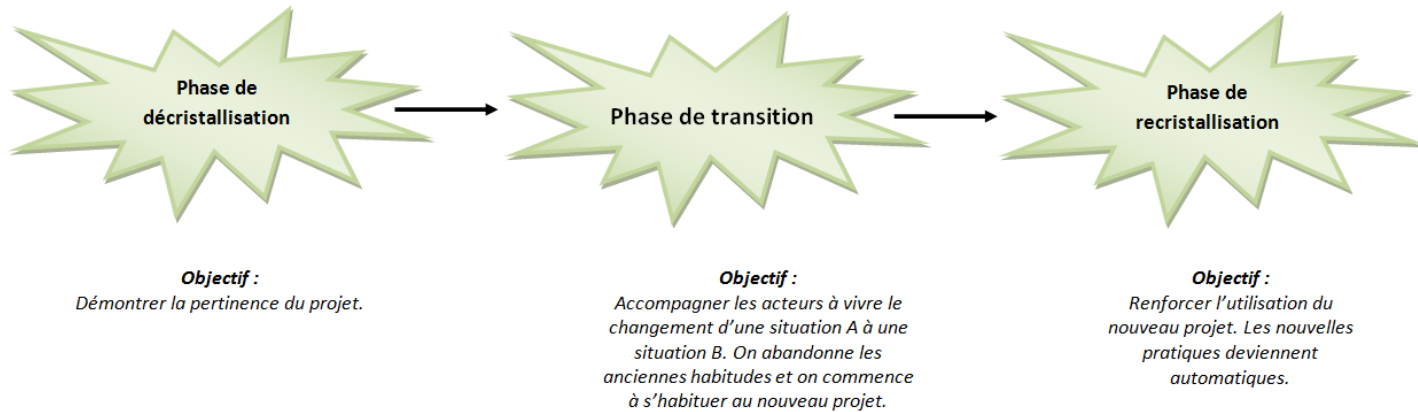 Phase de
décristallisation
Phase de transition
Phase de
recristallisation
Objectif :
Démontrer la pertinence du projet.
Objectif :
Accompagner les acteurs à vivre le
changement d'une situation A à une
situation B. On abandonne les
anciennes habitudes et on commence
à s'habituer au nouveau projet.
Objectif :
Renforcer l'utilisation du
nouveau projet. Les nouvelles
pratiques deviennent
automatiques.